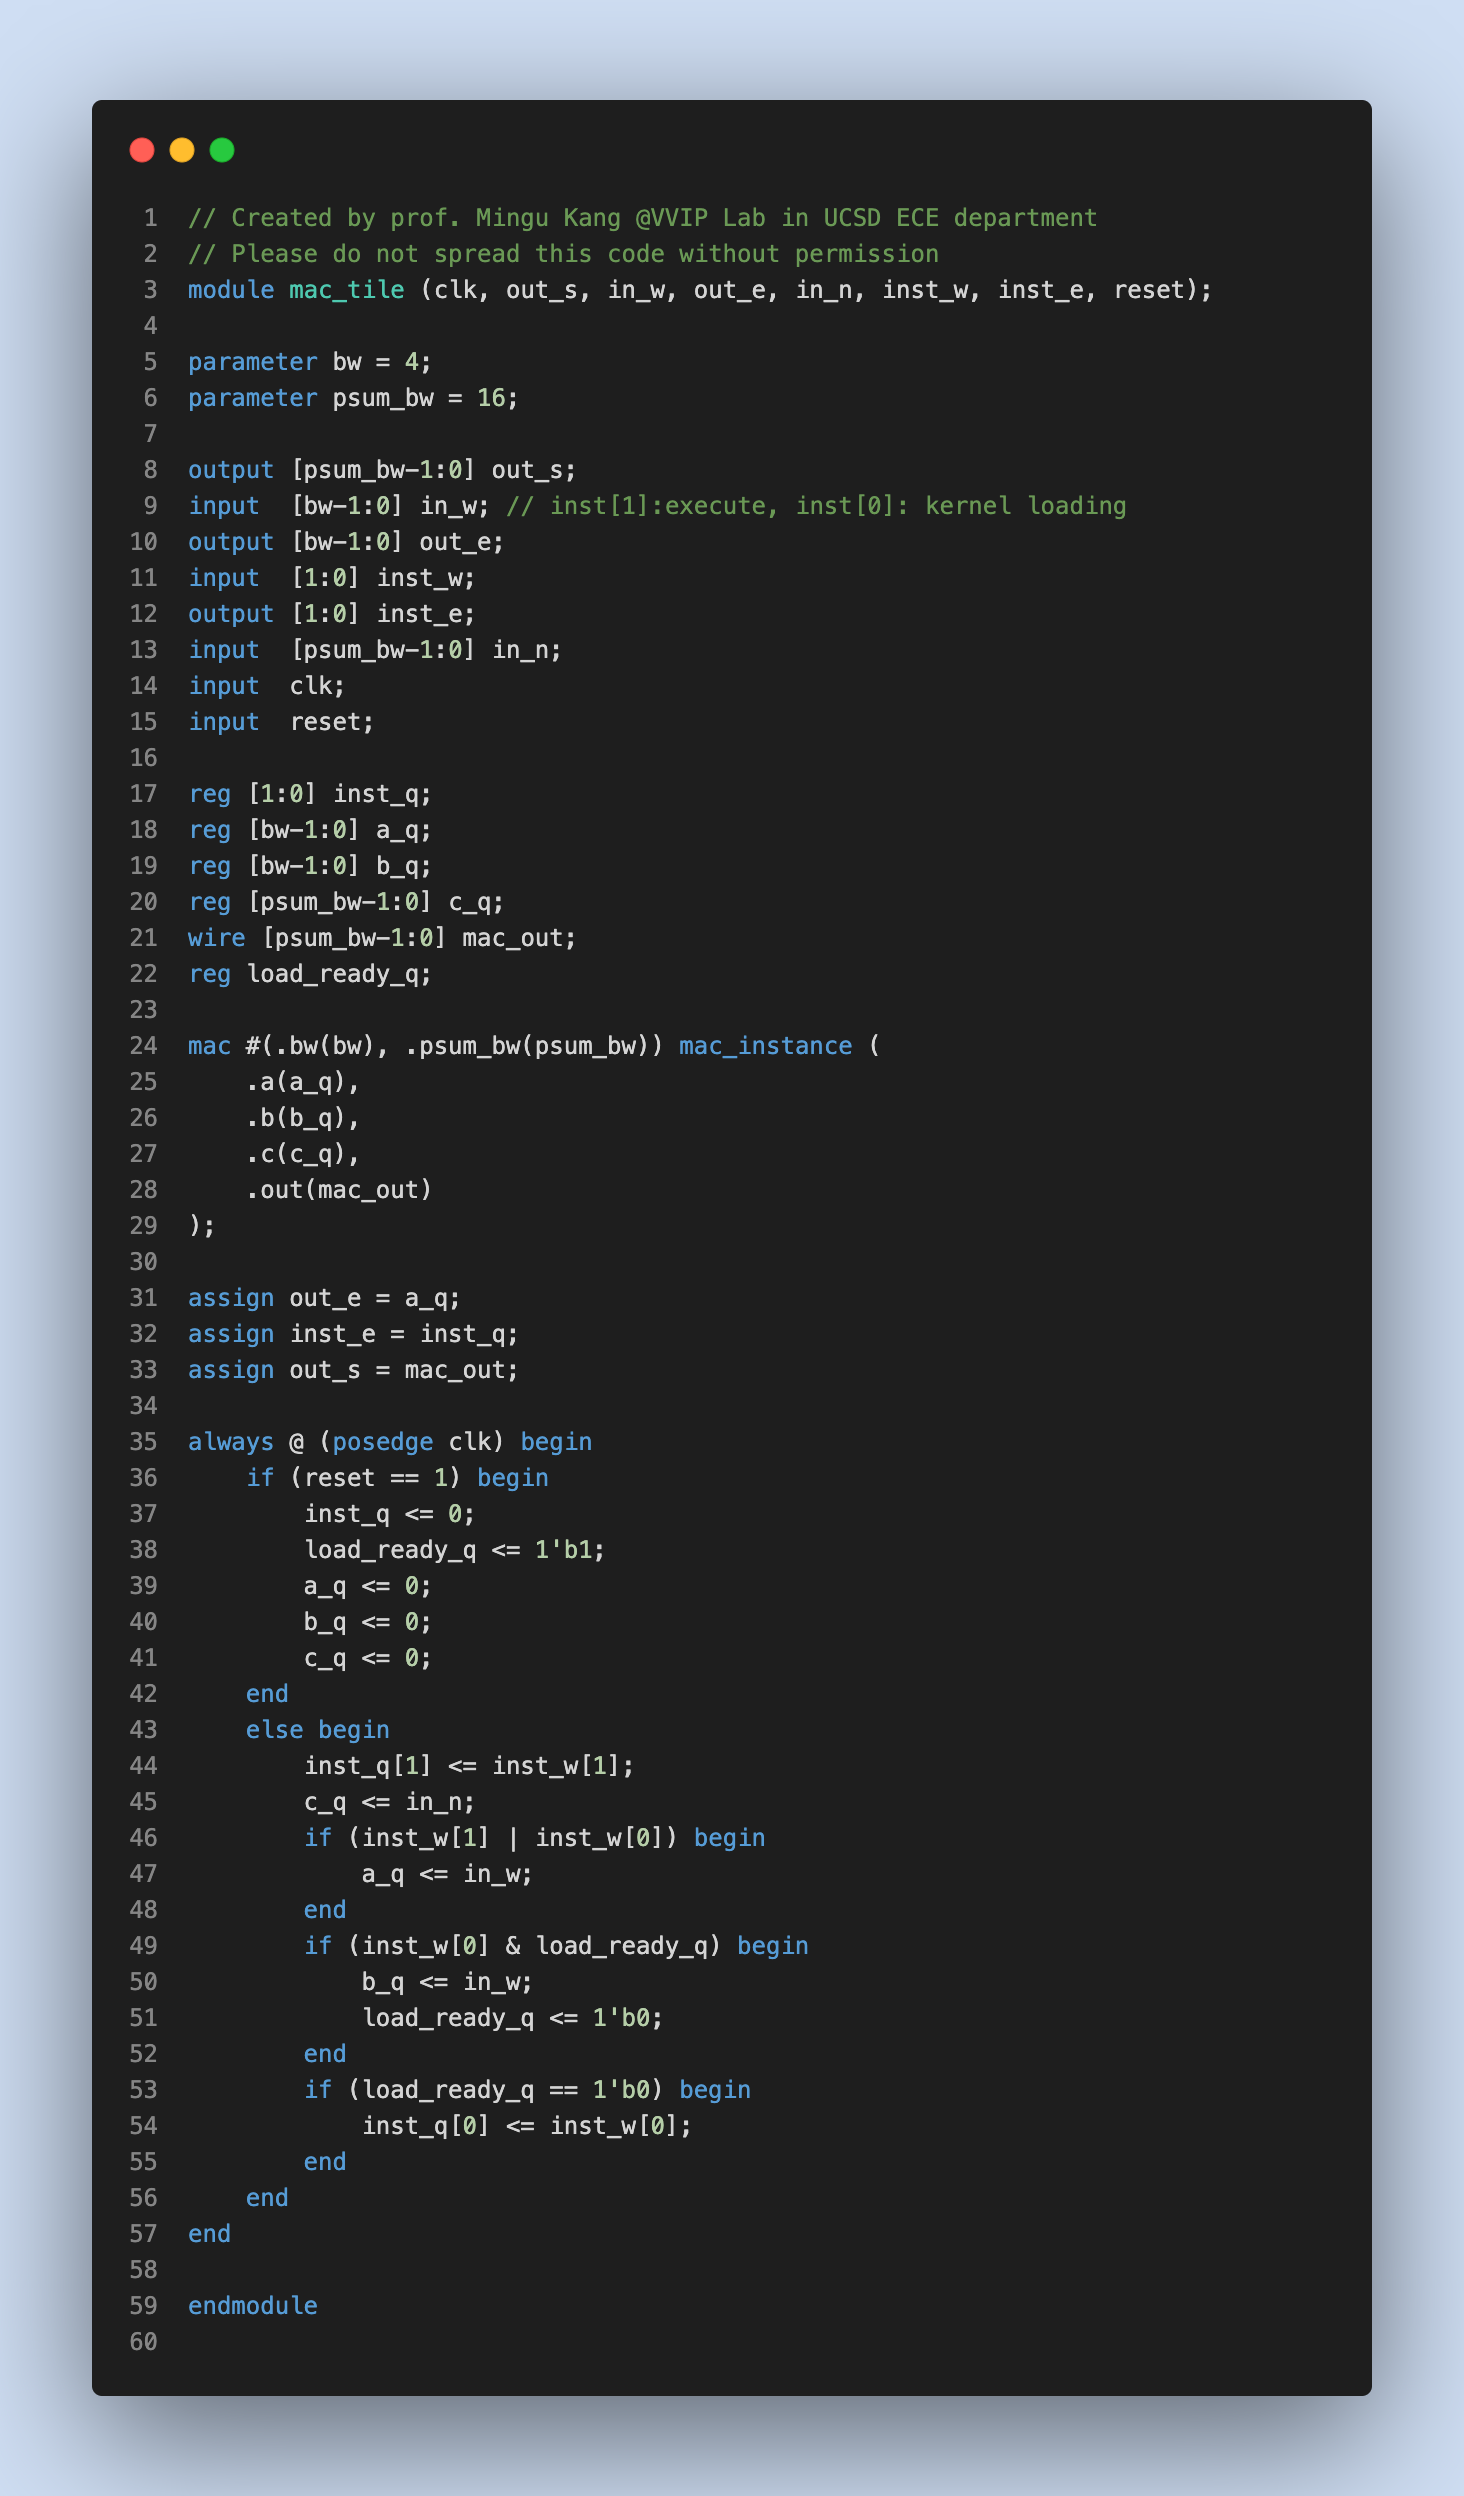 1 // Created by prof. Mingu Kang @VVIP Lab in UCSD ECE department
2 // Please do not spread this code without permission
3 module mac_tile (clk, out_s, in_w, out_e, in_n, inst_w, inst_e, reset);
4
5 parameter bw = 4;
6 parameter psum_bw = 16;
7
8 output [psum_bw-1:0] out_s;
9 input  [bw-1:0] in_w; // inst[1]:execute, inst[0]: kernel loading
10 output [bw-1:0] out_e;
11 input  [1:0] inst_w;
12 output [1:0] inst_e;
13 input  [psum_bw-1:0] in_n;
14 input  clk;
15 input  reset;
16
17 reg [1:0] inst_q;
18 reg [bw-1:0] a_q;
19 reg [bw-1:0] b_q;
20 reg [psum_bw-1:0] c_q;
21 wire [psum_bw-1:0] mac_out;
22 reg load_ready_q;
23
24 mac #(.bw(bw), .psum_bw(psum_bw)) mac_instance (
25     .a(a_q),
26     .b(b_q),
27     .c(c_q),
28     .out(mac_out)
29 );
30
31 assign out_e = a_q;
32 assign inst_e = inst_q;
33 assign out_s = mac_out;
34
35 always @ (posedge clk) begin
36     if (reset == 1) begin
37         inst_q <= 0;
38         load_ready_q <= 1'b1;
39         a_q <= 0;
40         b_q <= 0;
41         c_q <= 0;
42     end
43     else begin
44         inst_q[1] <= inst_w[1];
45         c_q <= in_n;
46         if (inst_w[1] | inst_w[0]) begin
47             a_q <= in_w;
48         end
49         if (inst_w[0] & load_ready_q) begin
50             b_q <= in_w;
51             load_ready_q <= 1'b0;
52         end
53         if (load_ready_q == 1'b0) begin
54             inst_q[0] <= inst_w[0];
55         end
56     end
57 end
58
59 endmodule
60